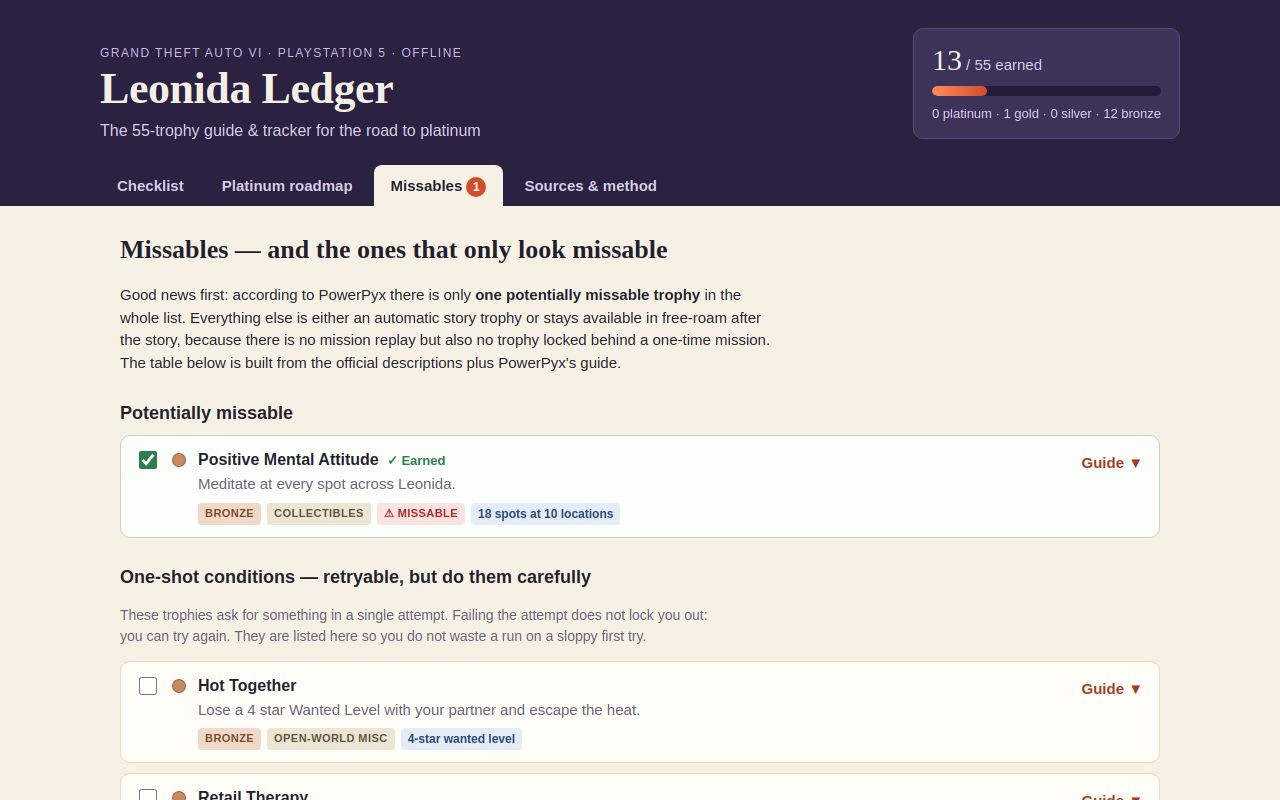 GRAND THEFT AUTO VI · PLAYSTATION 5 · OFFLINE
Leonida Ledger
The 55-trophy guide & tracker for the road to platinum
13 / 55 earned
0 platinum · 1 gold · 0 silver · 12 bronze
Checklist
Platinum roadmap
Missables 1
Sources & method
Missables — and the ones that only look missable
Good news first: according to PowerPyx there is only one potentially missable trophy in the
whole list. Everything else is either an automatic story trophy or stays available in free-roam after
the story, because there is no mission replay but also no trophy locked behind a one-time mission.
The table below is built from the official descriptions plus PowerPyx's guide.
Potentially missable
Positive Mental Attitude ✓ Earned
Guide ▼
Meditate at every spot across Leonida.
BRONZE
COLLECTIBLES
⚠ MISSABLE
18 spots at 10 locations
One-shot conditions — retryable, but do them carefully
These trophies ask for something in a single attempt. Failing the attempt does not lock you out:
you can try again. They are listed here so you do not waste a run on a sloppy first try.
Hot Together
Guide ▼
Lose a 4 star Wanted Level with your partner and escape the heat.
BRONZE
OPEN-WORLD MISC
4-star wanted level
Retail Therapy
Guide ▼